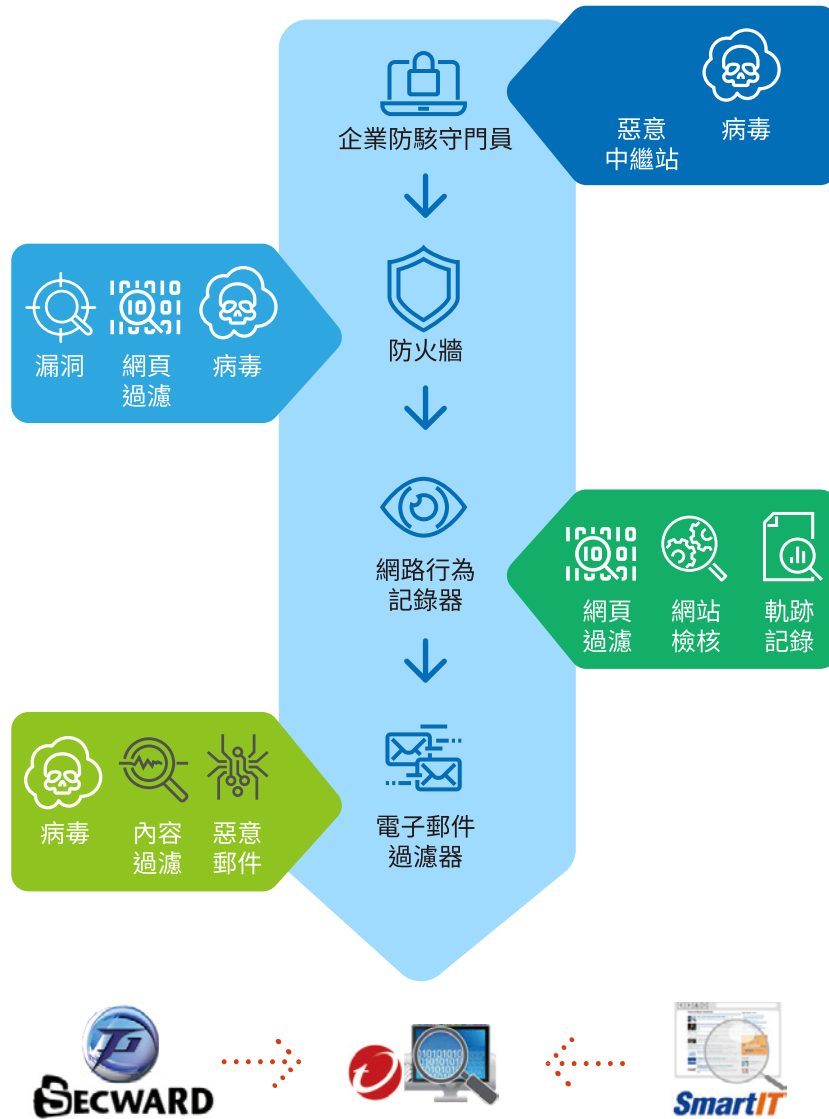 企業防駭守門員
惡意
中繼站
病毒
防火牆
漏洞
網頁
過濾
病毒
網路行為
記錄器
網頁
過濾
網站
檢核
軌跡
記錄
電子郵件
過濾器
病毒
內容
過濾
惡意
郵件
SECWARD
SmartIT